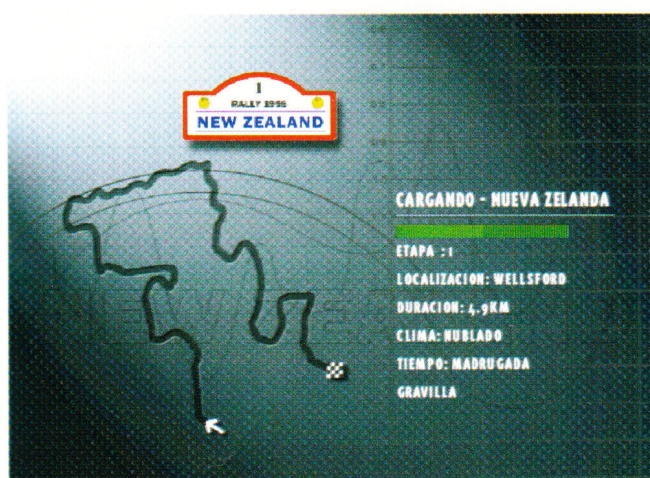 1
RALLY 1996
NEW ZEALAND
CARGANDO - NUEVA ZELANDA
ETAPA :1
LOCALIZACION: WELLSFORD
DURACION: 4.9KM
CLIMA: NUBLADO
TIEMPO: MADRUGADA
GRAVILLA